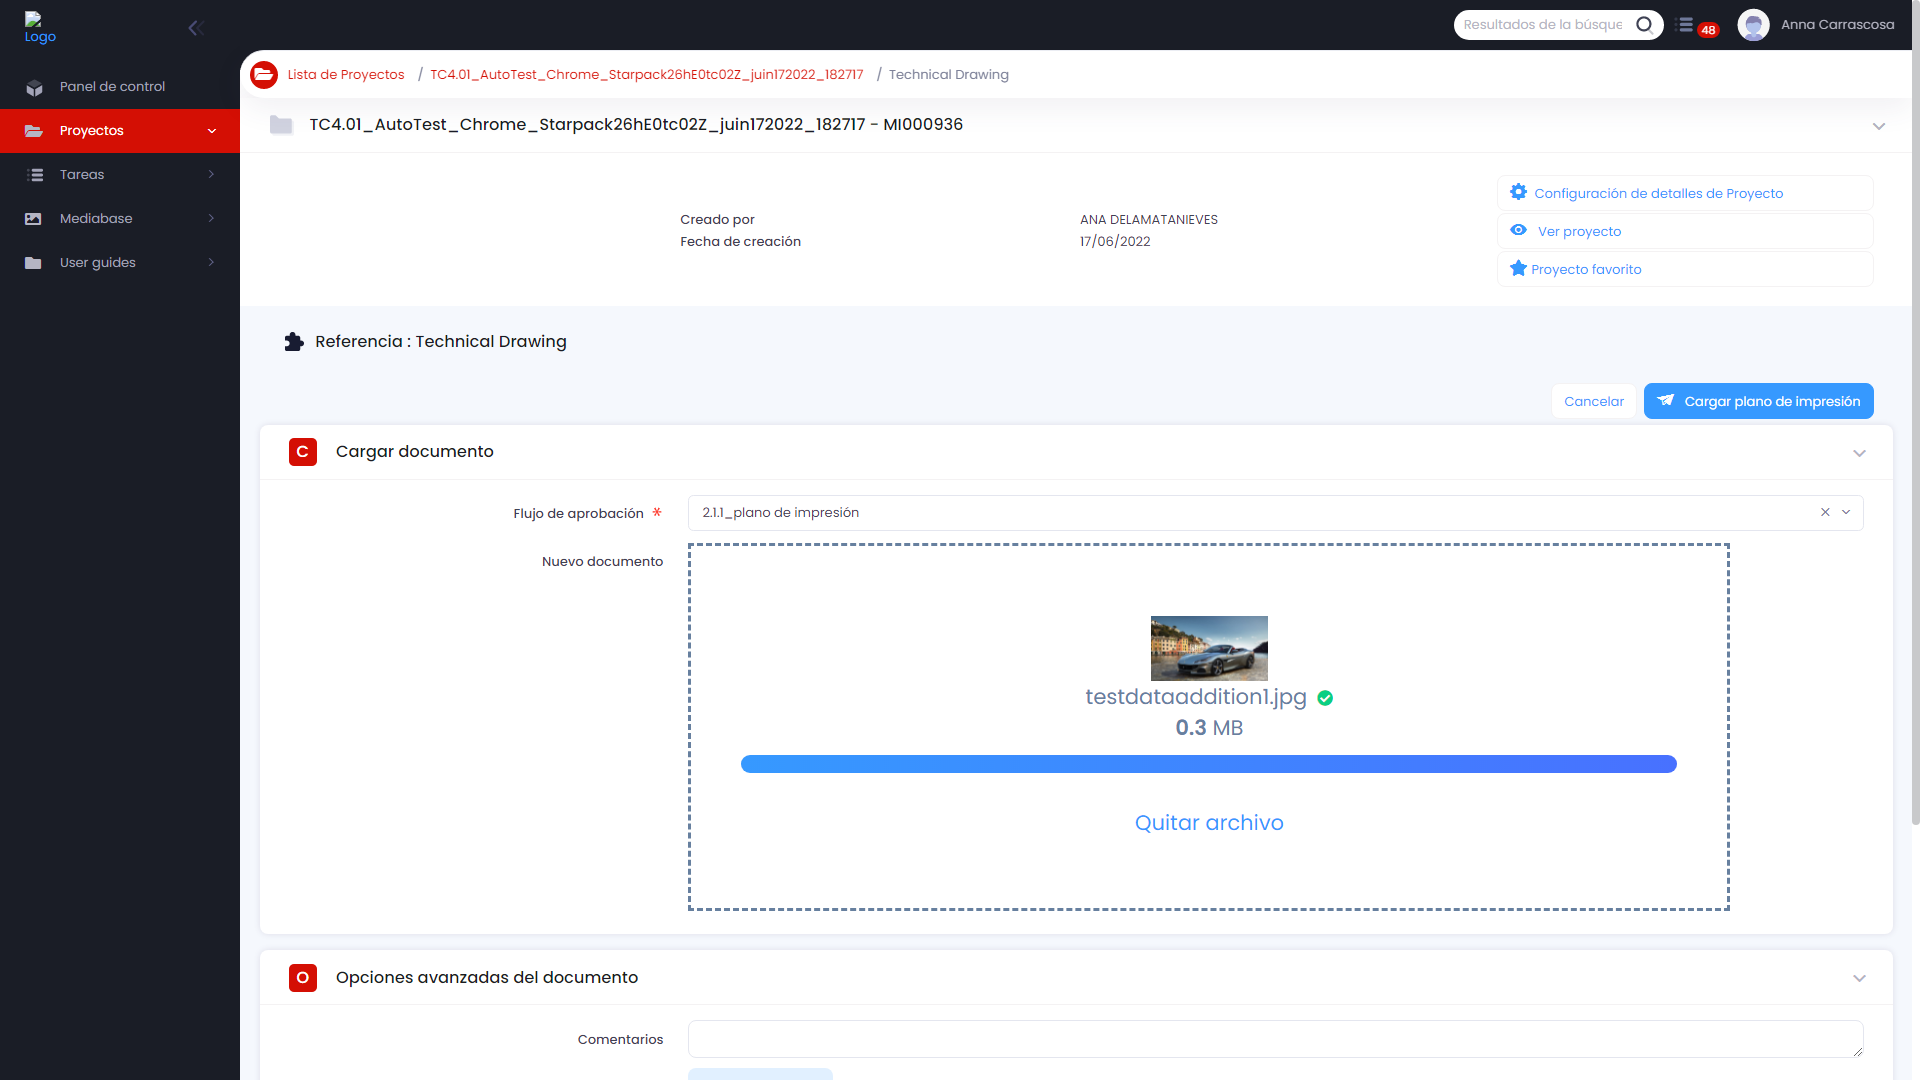 Logo
Resultados de la búsque
48
Anna Carrascosa
Panel de control
Proyectos
Tareas
Mediabase
User guides
Lista de Proyectos / TC4.01_AutoTest_Chrome_Starpack26hE0tc02Z_juin172022_182717 / Technical Drawing
TC4.01_AutoTest_Chrome_Starpack26hE0tc02Z_juin172022_182717 - MI000936
Creado por ANA DELAMATANIEVES
Fecha de creación 17/06/2022
Configuración de detalles de Proyecto
Ver proyecto
Proyecto favorito
Referencia : Technical Drawing
Cancelar
Cargar plano de impresión
C Cargar documento
Flujo de aprobación * 2.1.1_plano de impresión
Nuevo documento
testdataaddition1.jpg
0.3 MB
Quitar archivo
O Opciones avanzadas del documento
Comentarios